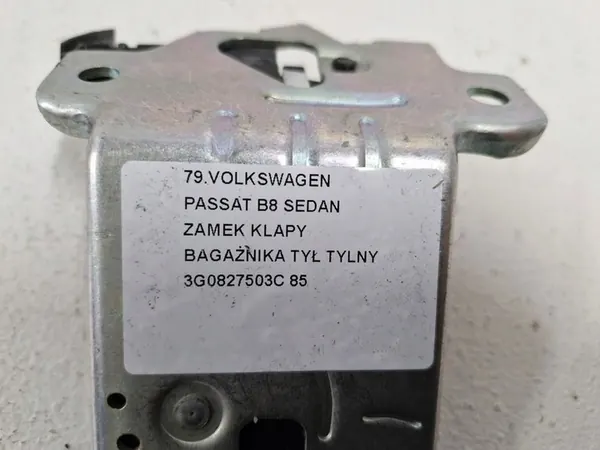 79.VOLKSWAGEN
PASSAT B8 SEDAN
ZAMEK KLAPY
BAGAŻNIKA TYŁ TYLNY
3G0827503C 85